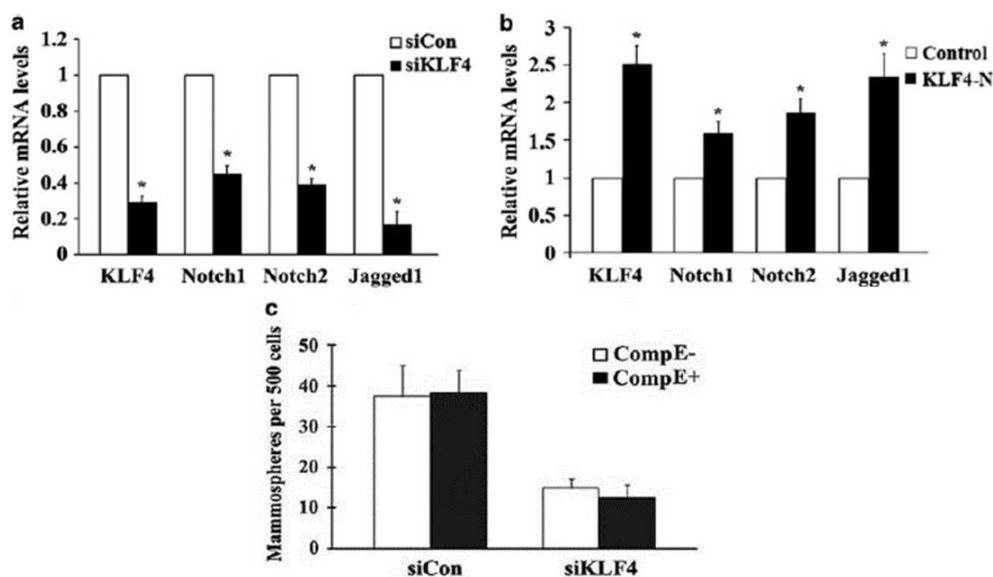 a
Relative mRNA levels
1.2
1
0.8
0.6
0.4
0.2
0
siCon
siKLF4
*
*
*
*
KLF4 Notch1 Notch2 Jagged1
b
Relative mRNA levels
3
2.5
2
1.5
1
0.5
0
Control
KLF4-N
*
*
*
*
KLF4 Notch1 Notch2 Jagged1
c
Mammospheres per 500 cells
50
40
30
20
10
0
CompE-
CompE+
siCon siKLF4